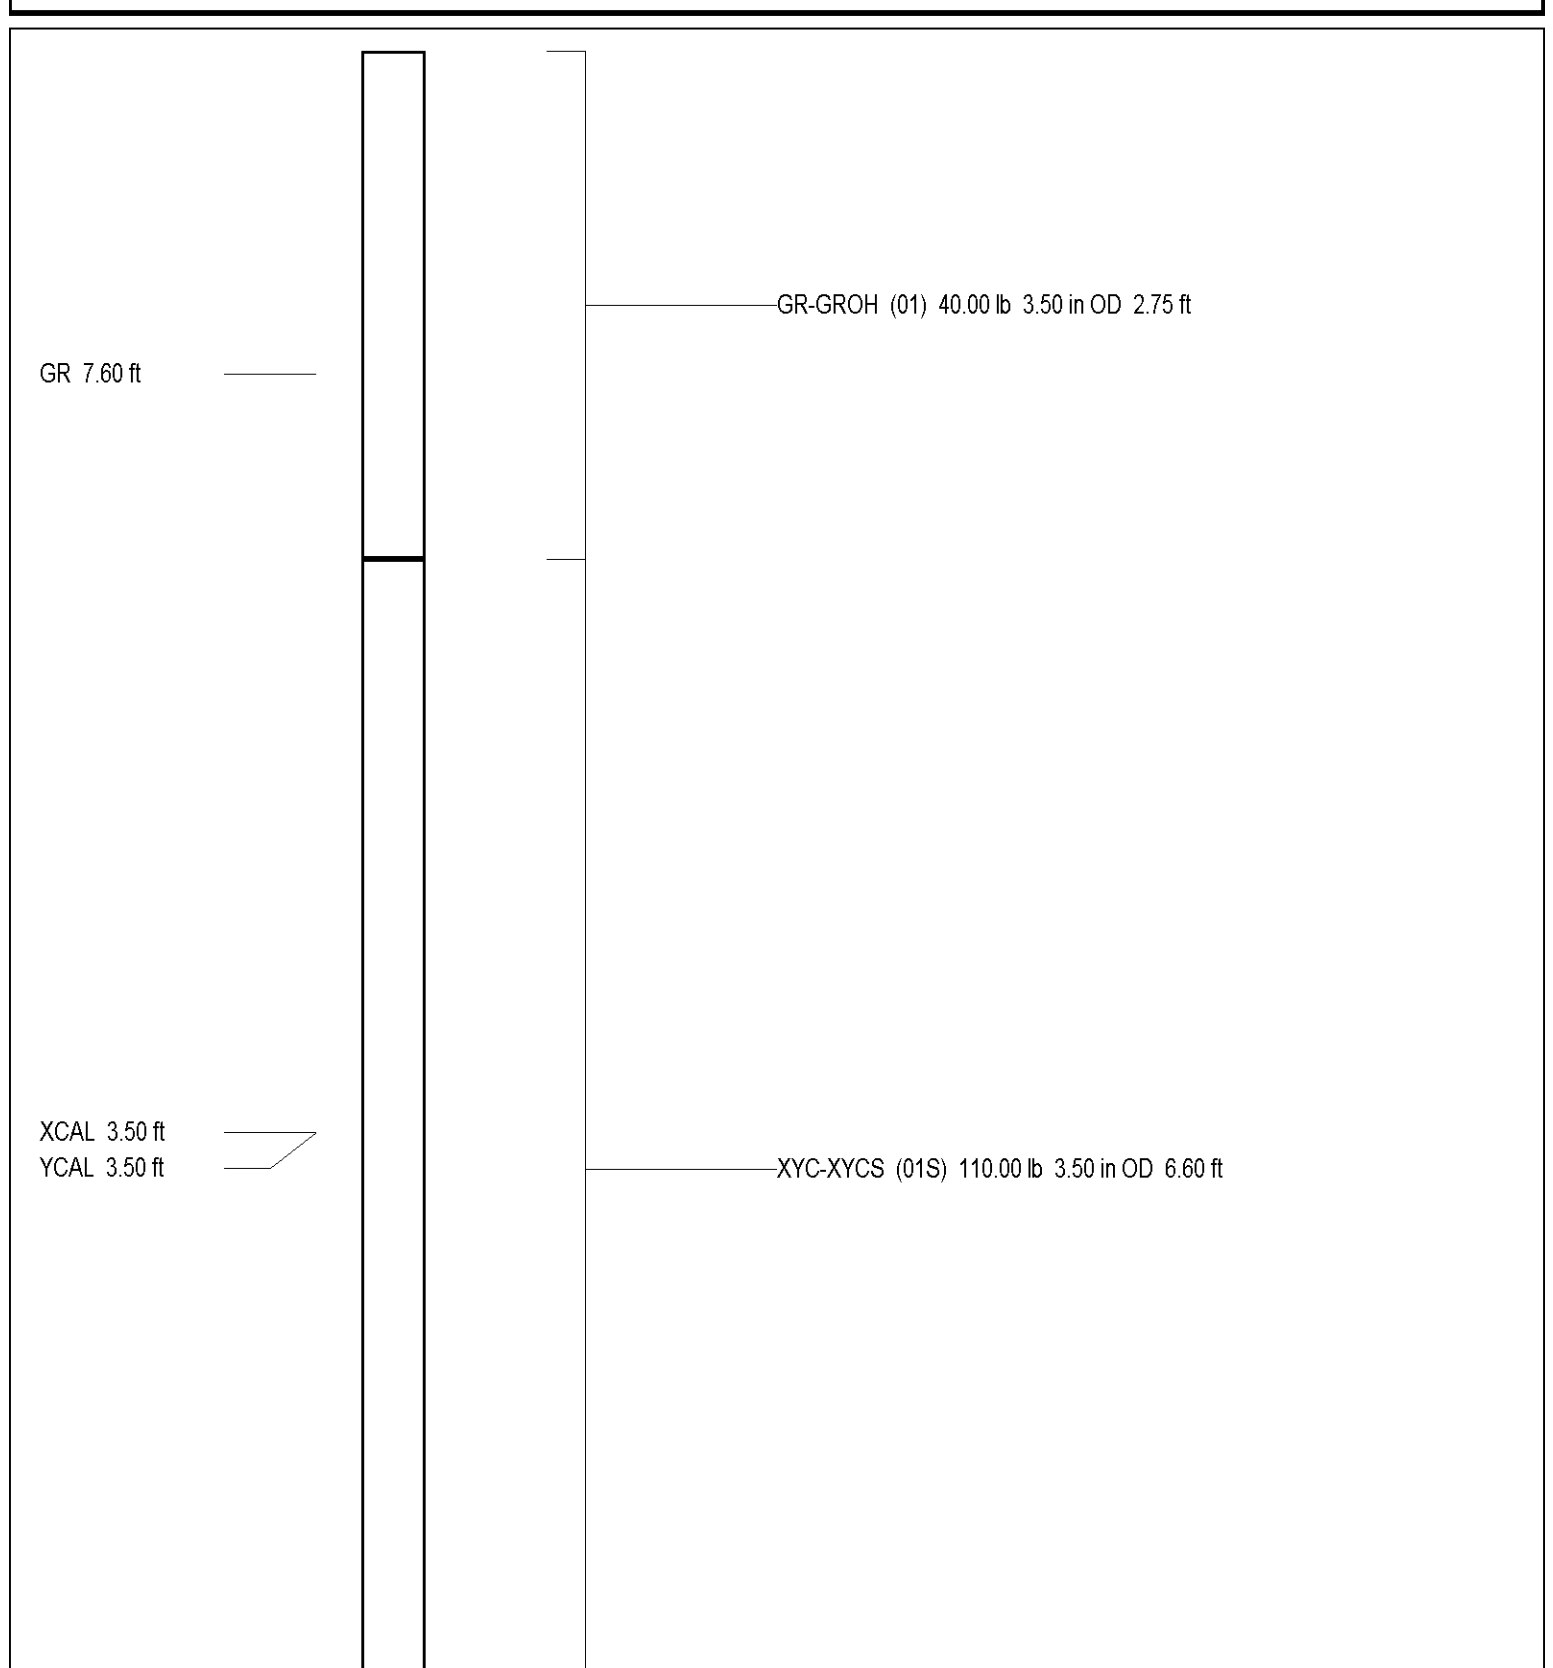 GR-GROH (01) 40.00 lb 3.50 in OD 2.75 ft
GR 7.60 ft
XCAL 3.50 ft
YCAL 3.50 ft
XYC-XYCS (01S) 110.00 lb 3.50 in OD 6.60 ft